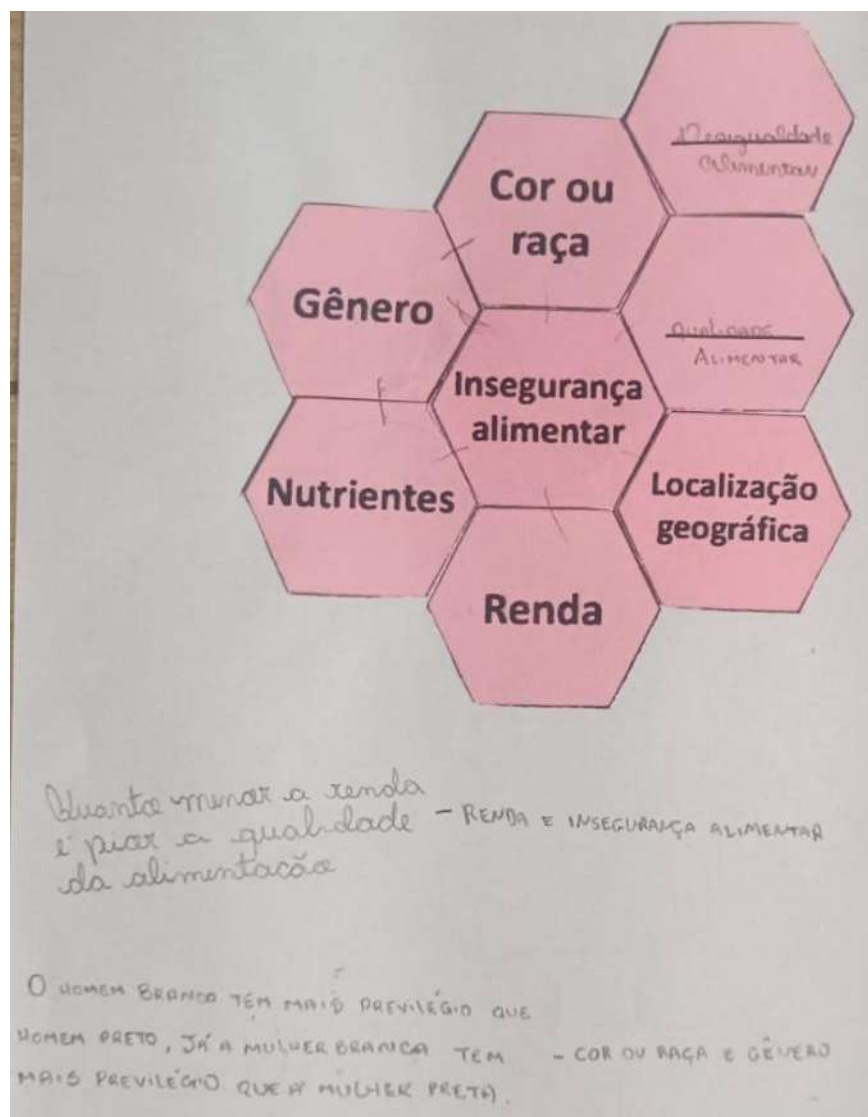 Desigualdade
Alimentar
Cor ou
raça
Gênero
QUALIDADE
ALIMENTAR
Insegurança
alimentar
Nutrientes
Localização
geográfica
Renda
Quanto menor a renda
é pior a qualidade - RENDA E INSEGURANÇA ALIMENTAR
da alimentação
O HOMEM BRANCO TEM MAIS PREVILÉGIO QUE
HOMEM PRETO, JÁ A MULHER BRANCA TEM - COR OU RAÇA E GÊNERO
MAIS PREVILÉGIO QUE A MULHER PRETA.